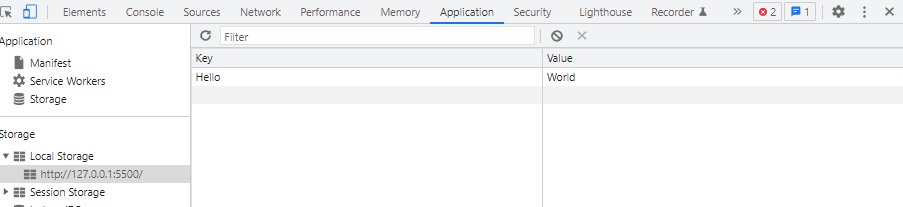 Elements Console Sources Network Performance Memory Application Security Lighthouse Recorder » 2 1
Application
Filter
Manifest
Service Workers
Storage
Key Value
Hello World
Storage
Local Storage
http://127.0.0.1:5500/
Session Storage